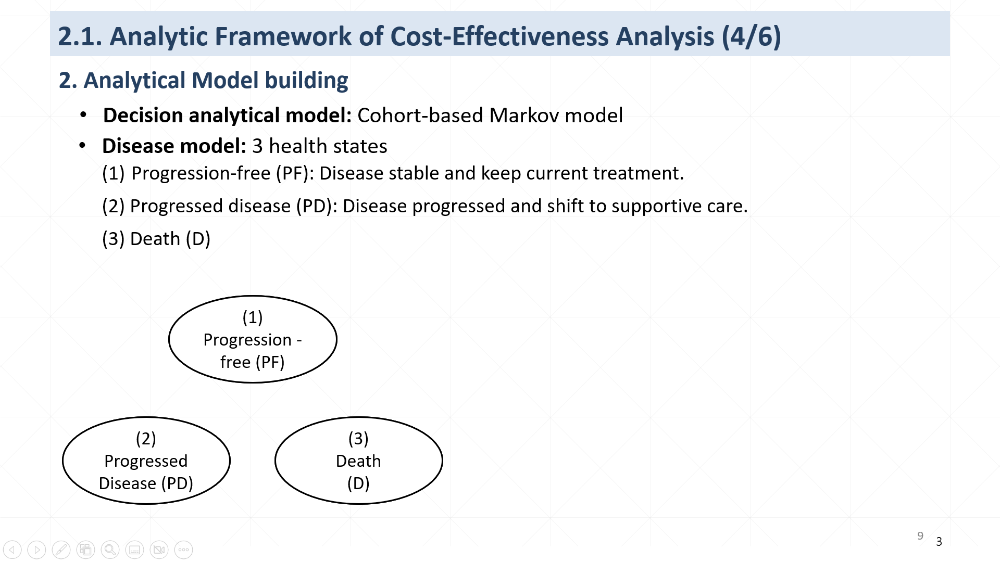 2.1. Analytic Framework of Cost-Effectiveness Analysis (4/6)
2. Analytical Model building
• Decision analytical model: Cohort-based Markov model
• Disease model: 3 health states
(1) Progression-free (PF): Disease stable and keep current treatment.
(2) Progressed disease (PD): Disease progressed and shift to supportive care.
(3) Death (D)
(1)
Progression -
free (PF)
(2)
Progressed
Disease (PD)
(3)
Death
(D)
9
3